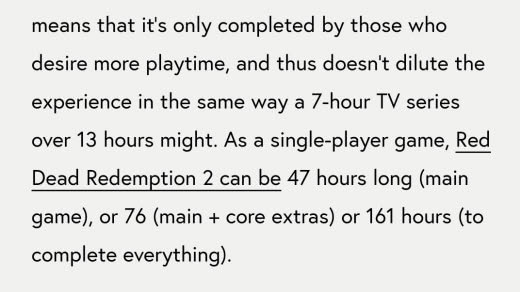 means that it's only completed by those who
desire more playtime, and thus doesn't dilute the
experience in the same way a 7-hour TV series
over 13 hours might. As a single-player game, Red
Dead Redemption 2 can be 47 hours long (main
game), or 76 (main + core extras) or 161 hours (to
complete everything).